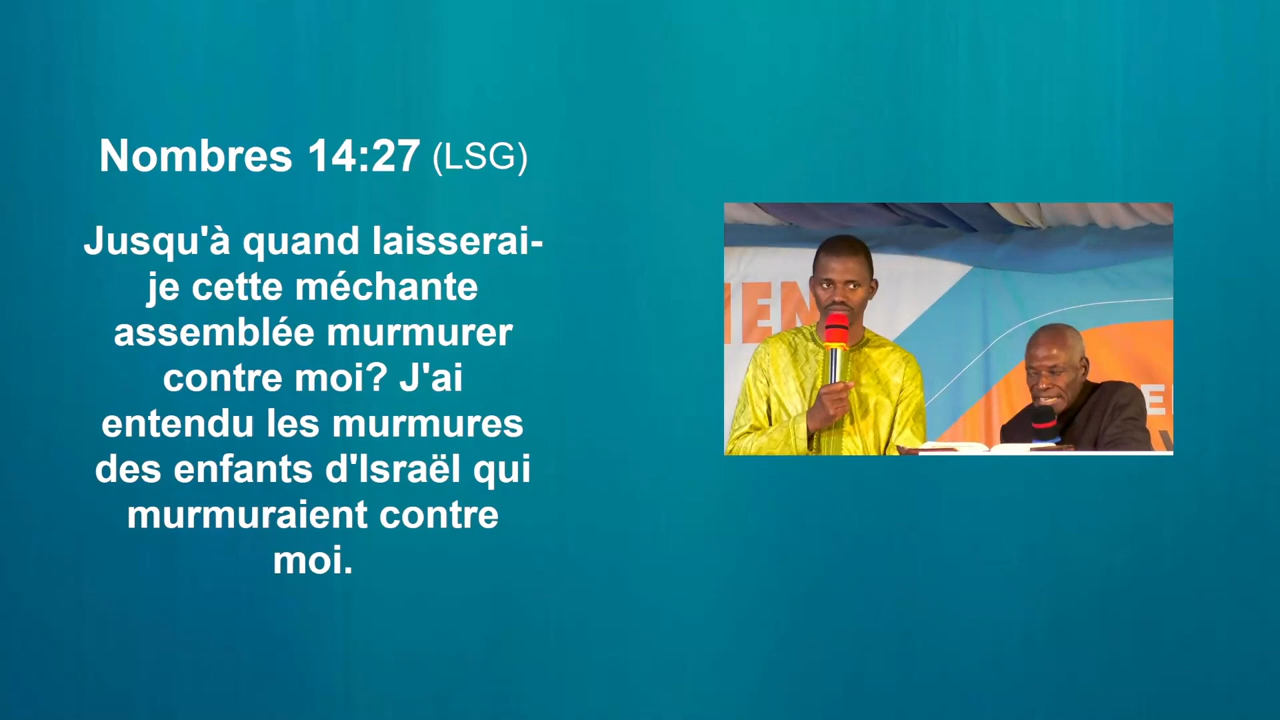 Nombres 14:27 (LSG)
Jusqu'à quand laisserai-
je cette méchante
assemblée murmurer
contre moi? J'ai
entendu les murmures
des enfants d'Israël qui
murmuraient contre
moi.